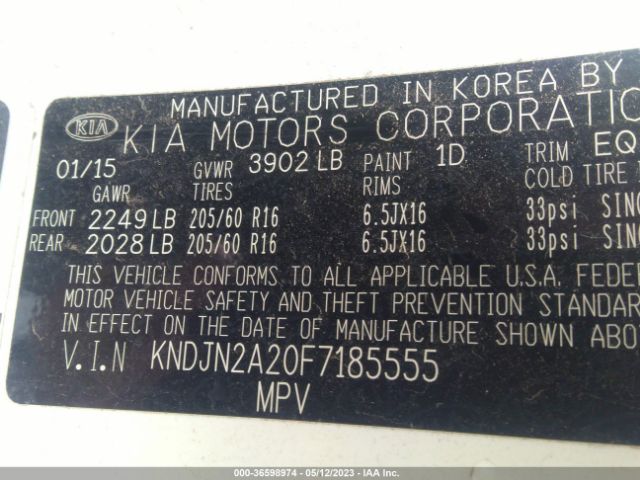 MANUFACTURED IN KOREA BY
KIA KIA MOTORS CORPORATIO
01/15 GVWR 3902 LB PAINT 1D TRIM EQ
GAWR TIRES RIMS COLD TIRE
FRONT 2249 LB 205/60 R16 6.5JX16 33psi SIN
REAR 2028 LB 205/60 R16 6.5JX16 33psi SIN
THIS VEHICLE CONFORMS TO ALL APPLICABLE U.S.A. FEDE
MOTOR VEHICLE SAFETY AND THEFT PREVENTION STANDAR
IN EFFECT ON THE DATE OF MANUFACTURE SHOWN ABO
V.I.N KNDJN2A20F7185555
MPV
000-36598974 - 05/12/2023 - IAA Inc.